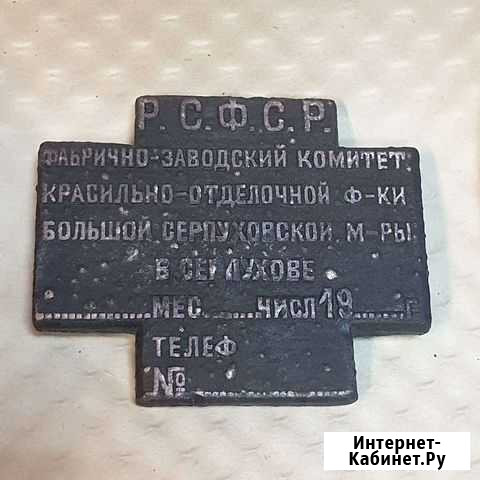 Р. С. Ф. С. Р.
ФАБРИЧНО-ЗАВОДСКИЙ КОМИТЕТ
КРАСИЛЬНО-ОТДЕЛОЧНОЙ Ф-КИ
БОЛЬШОЙ СЕРПУХОВСКОЙ М-РЫ
В СЕРПУХОВЕ
МЕС. ЧИСЛ 19 г
ТЕЛЕФ
№
Интернет-
Кабинет.Ру